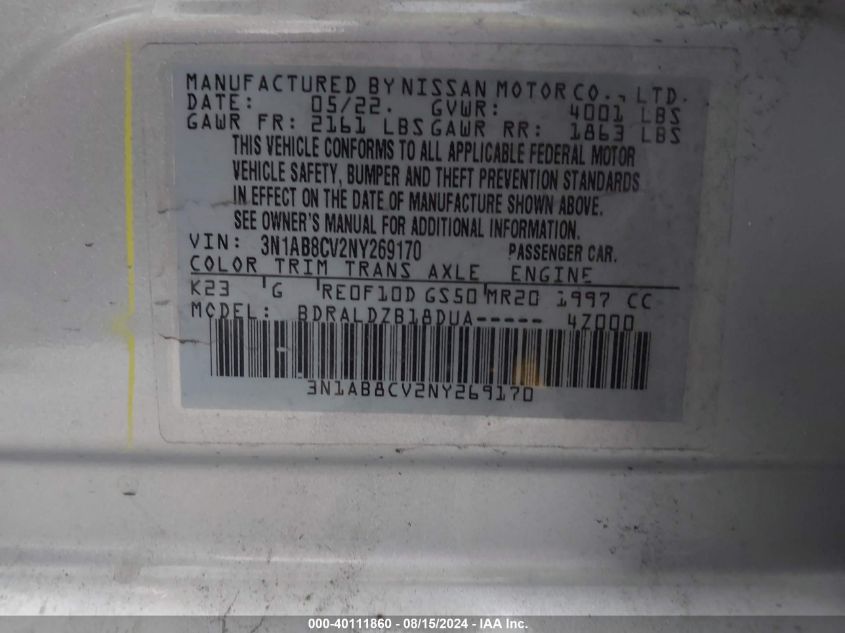 MANUFACTURED BY NISSAN MOTOR CO., LTD.
DATE: 05/22. GVWR: 4001 LBS
GAWR FR: 2161 LBS GAWR RR: 1863 LBS
THIS VEHICLE CONFORMS TO ALL APPLICABLE FEDERAL MOTOR
VEHICLE SAFETY, BUMPER AND THEFT PREVENTION STANDARDS
IN EFFECT ON THE DATE OF MANUFACTURE SHOWN ABOVE.
SEE OWNER'S MANUAL FOR ADDITIONAL INFORMATION.
VIN: 3N1AB8CV2NY269170 PASSENGER CAR.
COLOR TRIM TRANS AXLE ENGINE
K23 G RE0F10D GS50 MR20 1997 CC
MODEL: BDRALDZB18DUA----- 4Z000
3N1AB8CV2NY269170
000-40111860 - 08/15/2024 - IAA Inc.